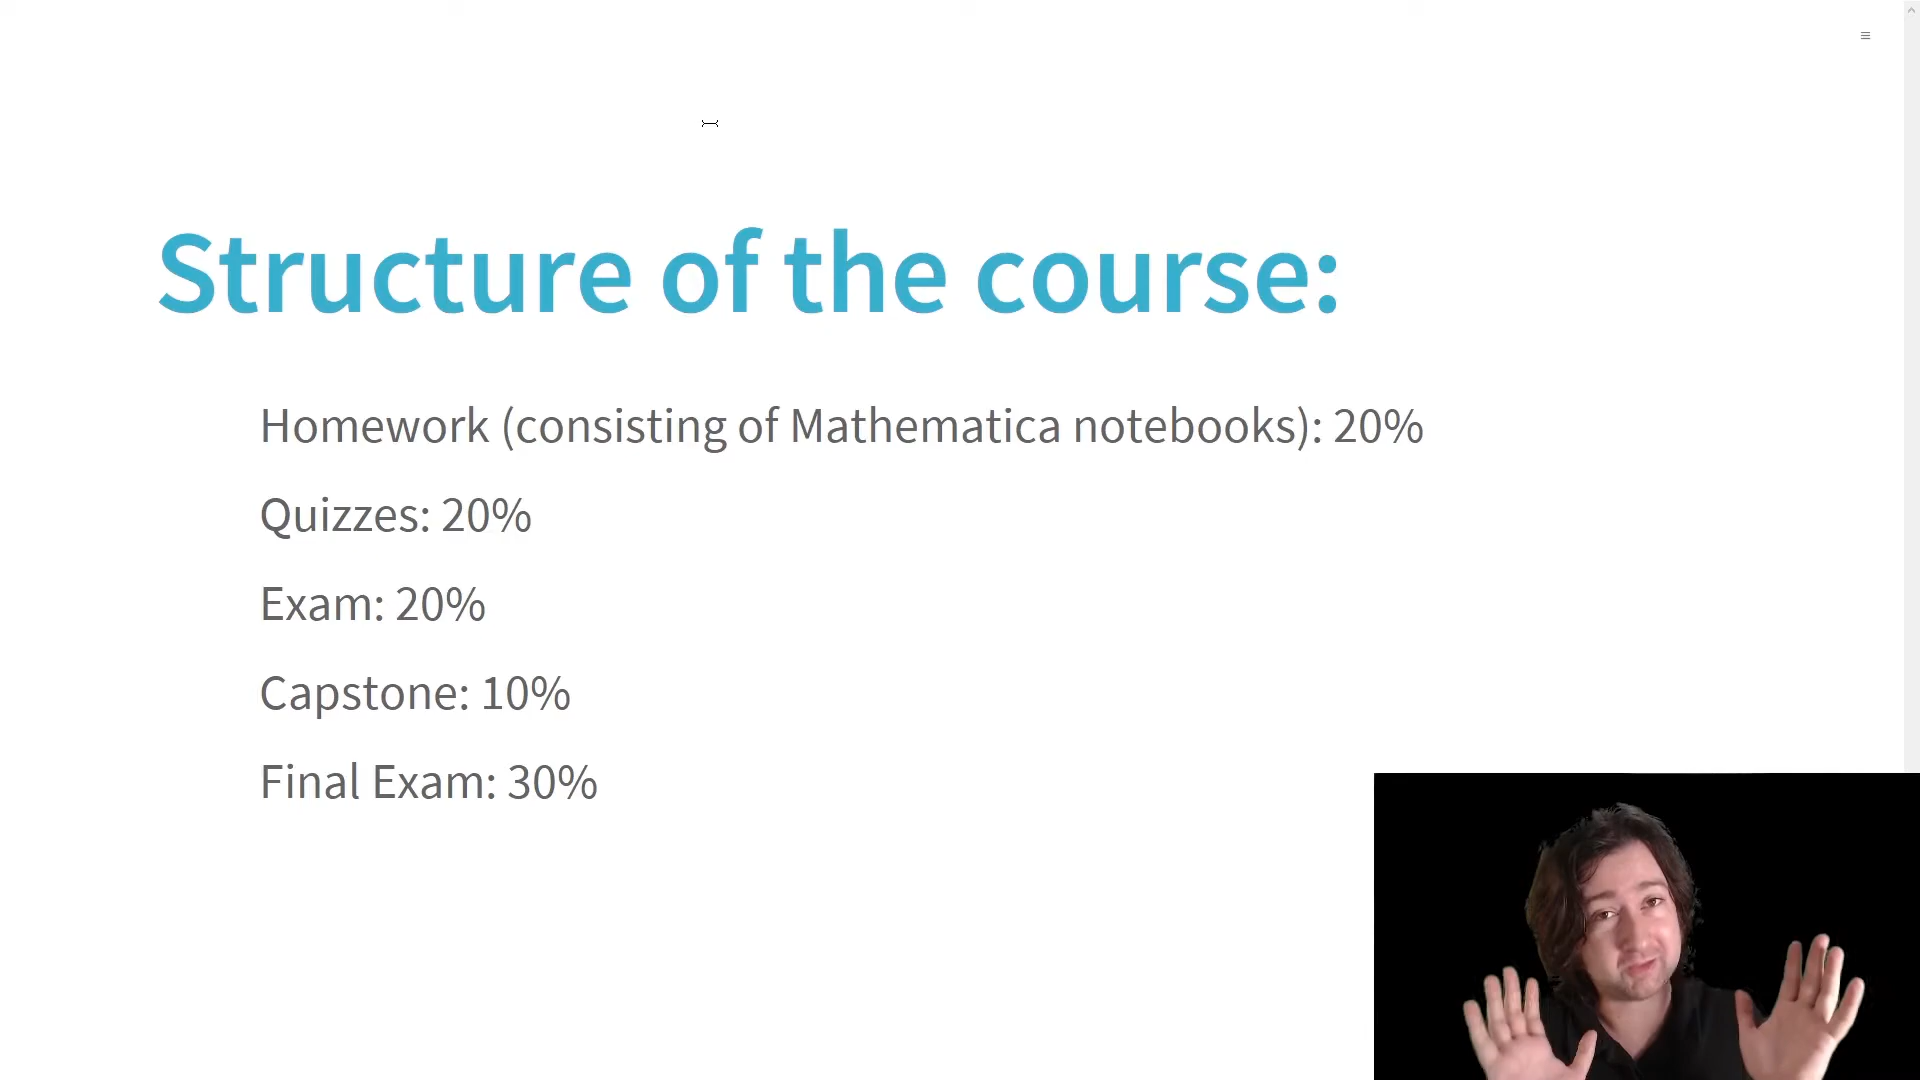 Structure of the course:
Homework (consisting of Mathematica notebooks): 20%
Quizzes: 20%
Exam: 20%
Capstone: 10%
Final Exam: 30%